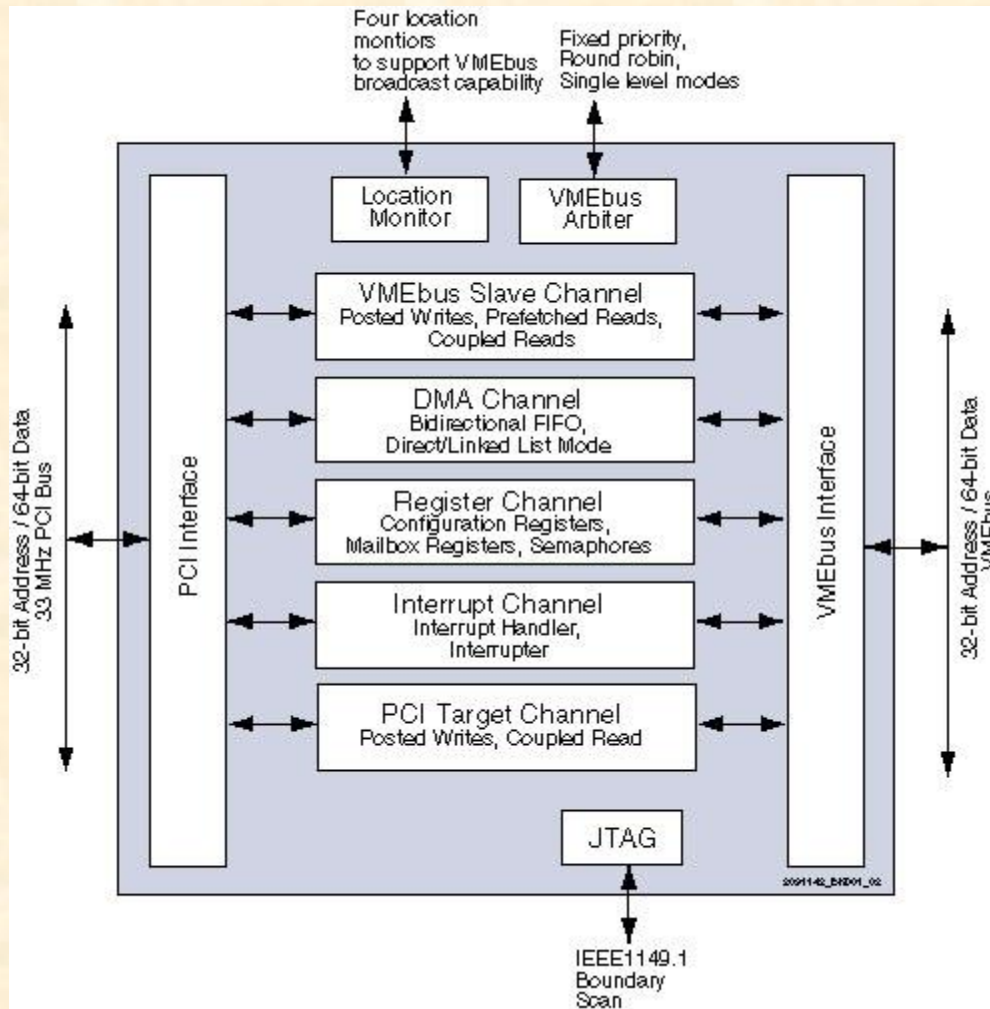 Four location
montiors
to support VMEbus
broadcast capability
Fixed priority,
Round robin,
Single level modes
Location
Monitor
VMEbus
Arbiter
VMEbus Slave Channel
Posted Writes, Prefetched Reads,
Coupled Reads
DMA Channel
Bidirectional FIFO,
Direct/Linked List Mode
Register Channel
Configuration Registers,
Mailbox Registers, Semaphores
Interrupt Channel
Interrupt Handler,
Interrupter
PCI Target Channel
Posted Writes, Coupled Read
32-bit Address / 64-bit Data
33 MHz PCI Bus
PCI Interface
VMEbus Interface
32-bit Address / 64-bit Data
VMEbus
JTAG
IEEE1149.1
Boundary
Scan